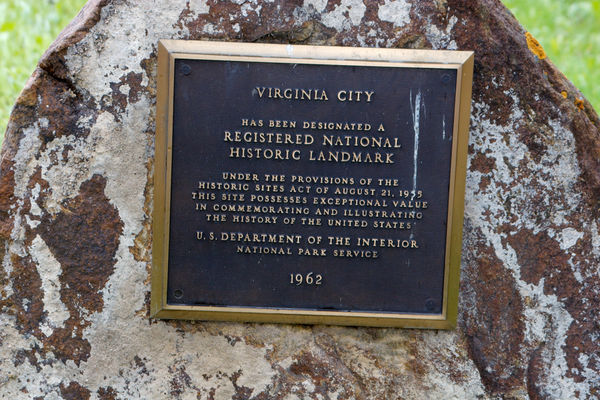 VIRGINIA CITY
HAS BEEN DESIGNATED A
REGISTERED NATIONAL
HISTORIC LANDMARK
UNDER THE PROVISIONS OF THE
HISTORIC SITES ACT OF AUGUST 21, 1935
THIS SITE POSSESSES EXCEPTIONAL VALUE
IN COMMEMORATING AND ILLUSTRATING
THE HISTORY OF THE UNITED STATES
U.S. DEPARTMENT OF THE INTERIOR
NATIONAL PARK SERVICE
1962